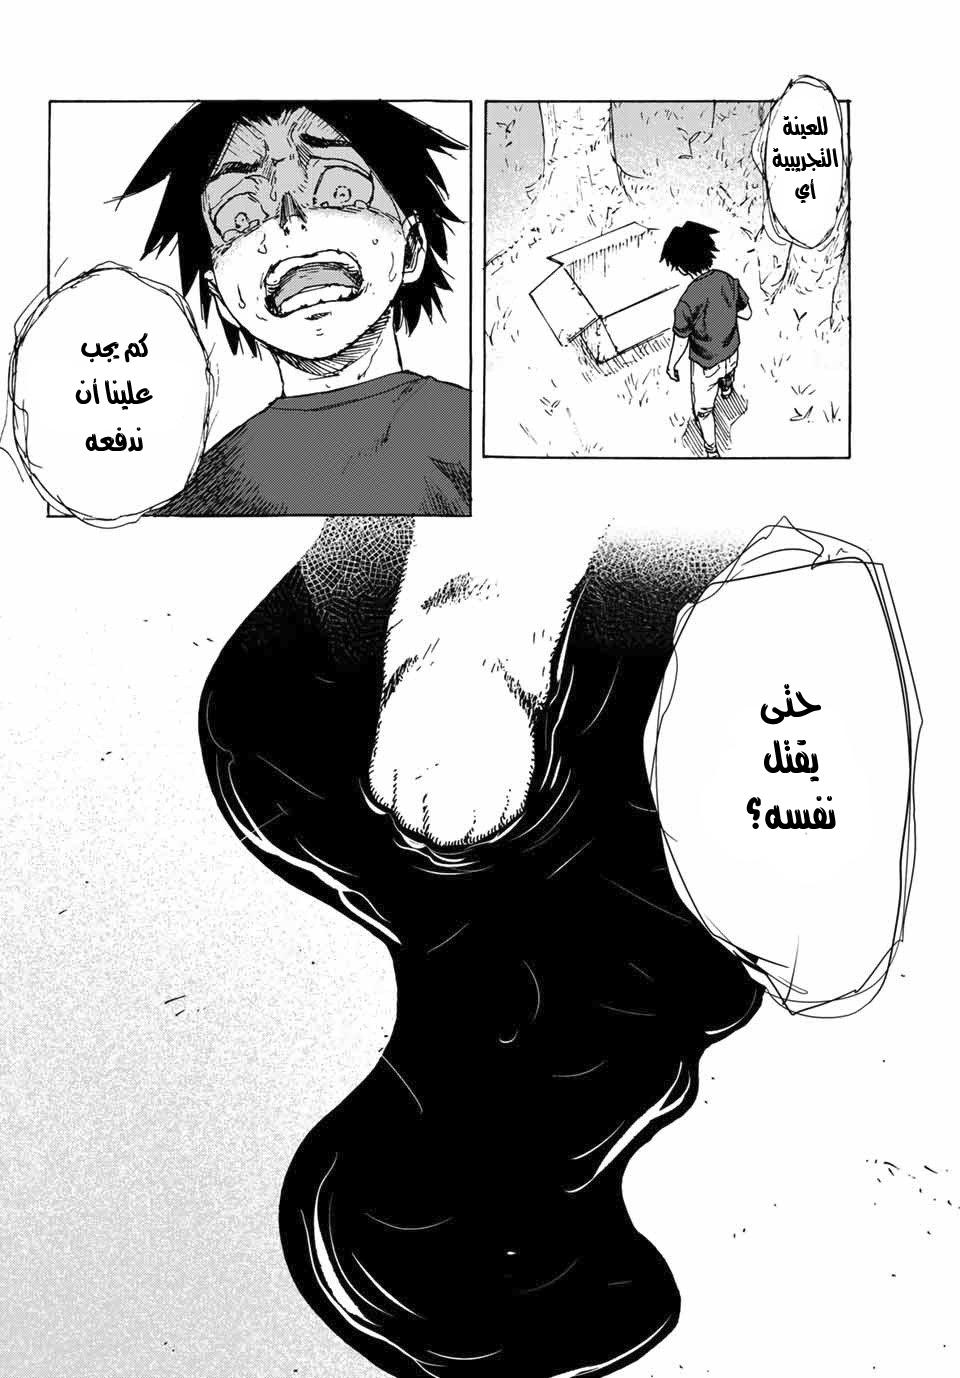 للعينة
التجريبية
أي
كم يجب
علينا أن
ندفعه
حتى
يقتل
نفسه؟